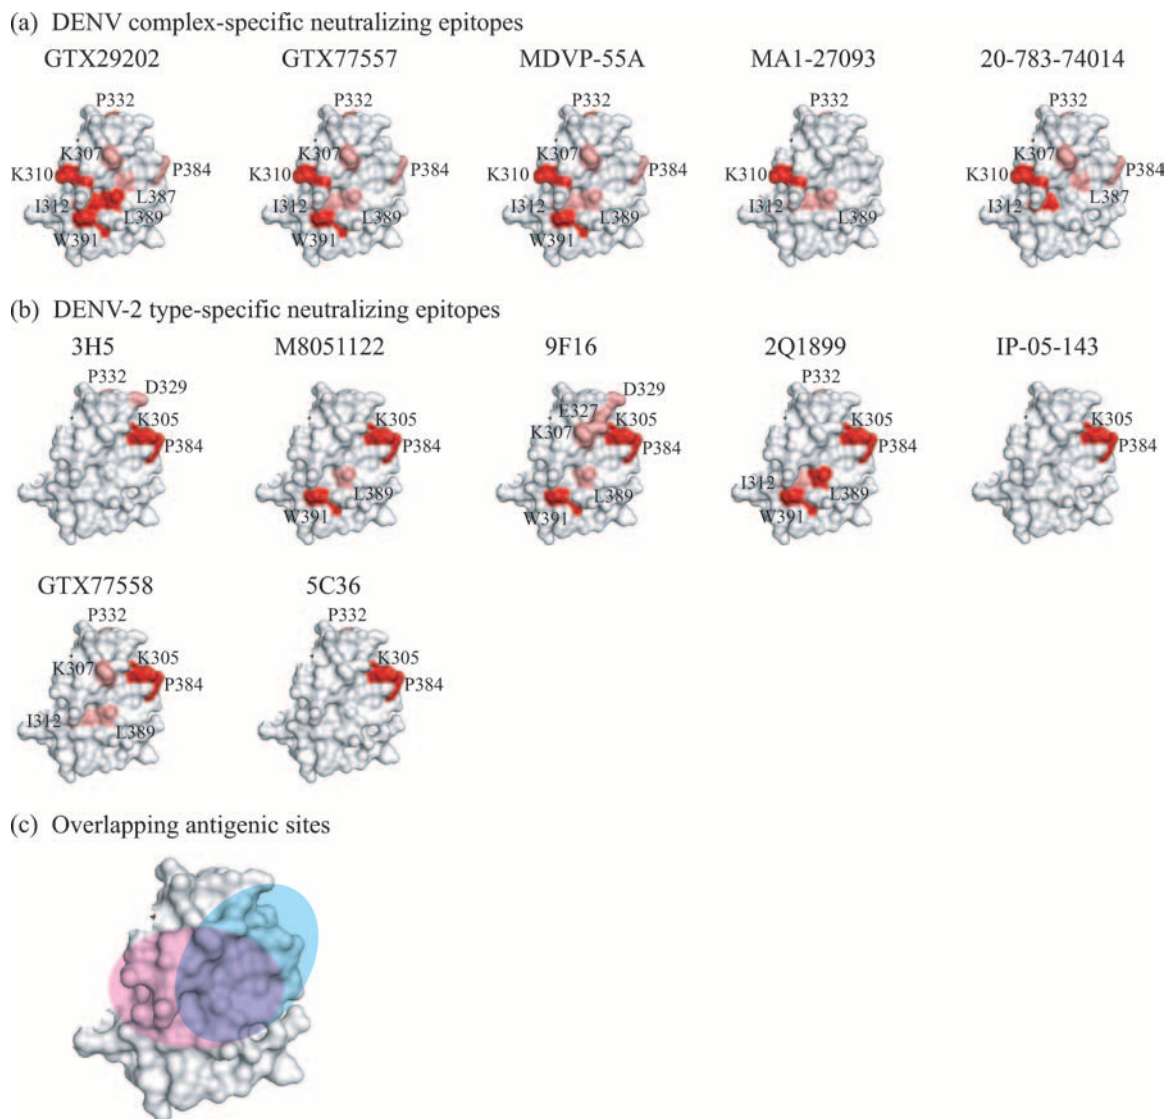 (a) DENV complex-specific neutralizing epitopes
GTX29202 GTX77557 MDVP-55A MA1-27093 20-783-74014
P332 P332 P332 P332 P332
K307 K307 K307 K307
K310 P384 K310 P384 K310 P384 K310 K310 P384
L387 L387
I312 L389 I312 L389 I312 L389 I312 L389 I312
W391 W391 W391
(b) DENV-2 type-specific neutralizing epitopes
3H5 M8051122 9F16 2Q1899 IP-05-143
P332 D329 D329 P332
K305 K305 E327 K305 K305 K305
P384 P384 K307 P384 P384 P384
L389 L389 I312 L389
W391 W391 W391
GTX77558 5C36
P332 P332
K307 K305 K305
P384 P384
I312 L389
(c) Overlapping antigenic sites